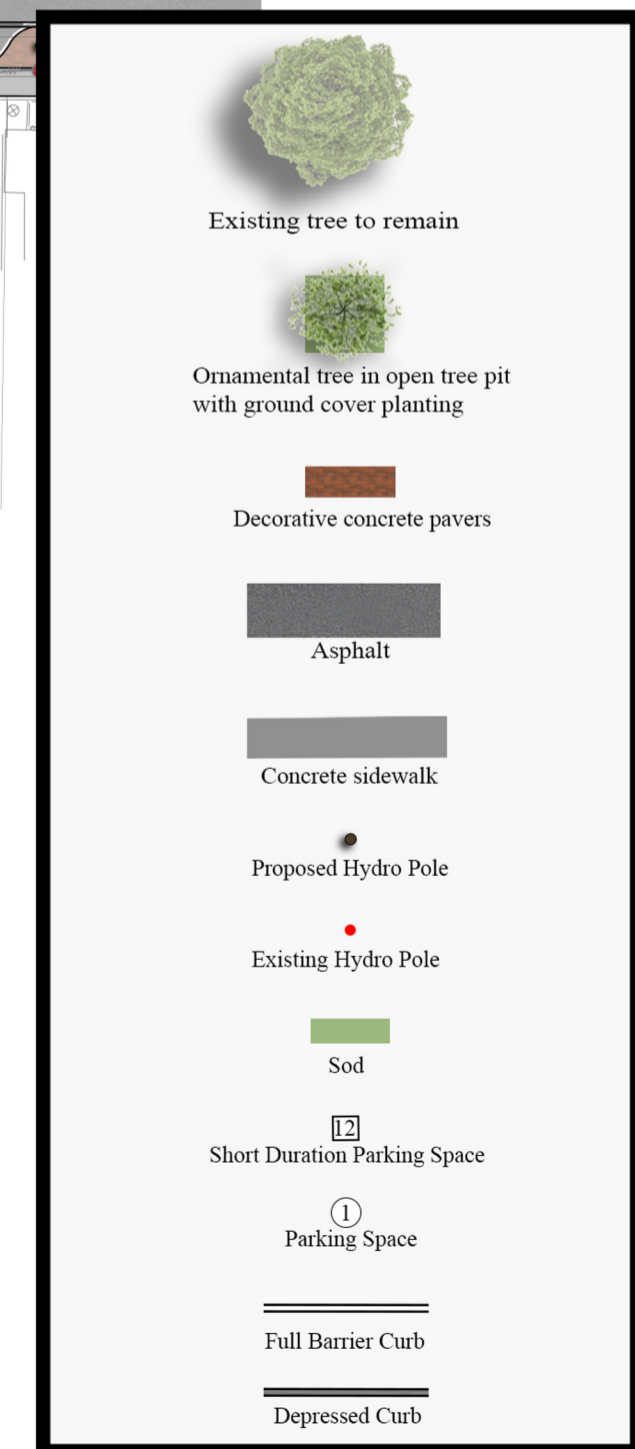 Existing tree to remain
Ornamental tree in open tree pit
with ground cover planting
Decorative concrete pavers
Asphalt
Concrete sidewalk
Proposed Hydro Pole
Existing Hydro Pole
Sod
12
Short Duration Parking Space
1
Parking Space
Full Barrier Curb
Depressed Curb